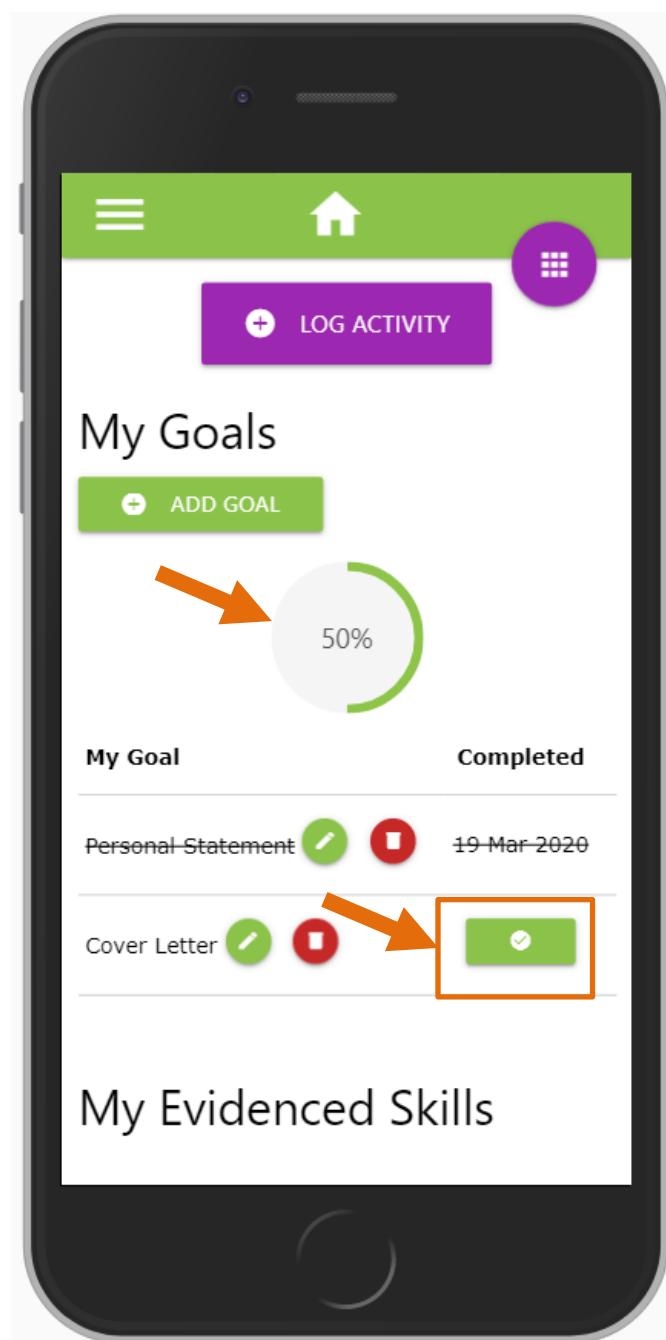 LOG ACTIVITY
My Goals
ADD GOAL
50%
My Goal Completed
Personal Statement 19 Mar 2020
Cover Letter
My Evidenced Skills